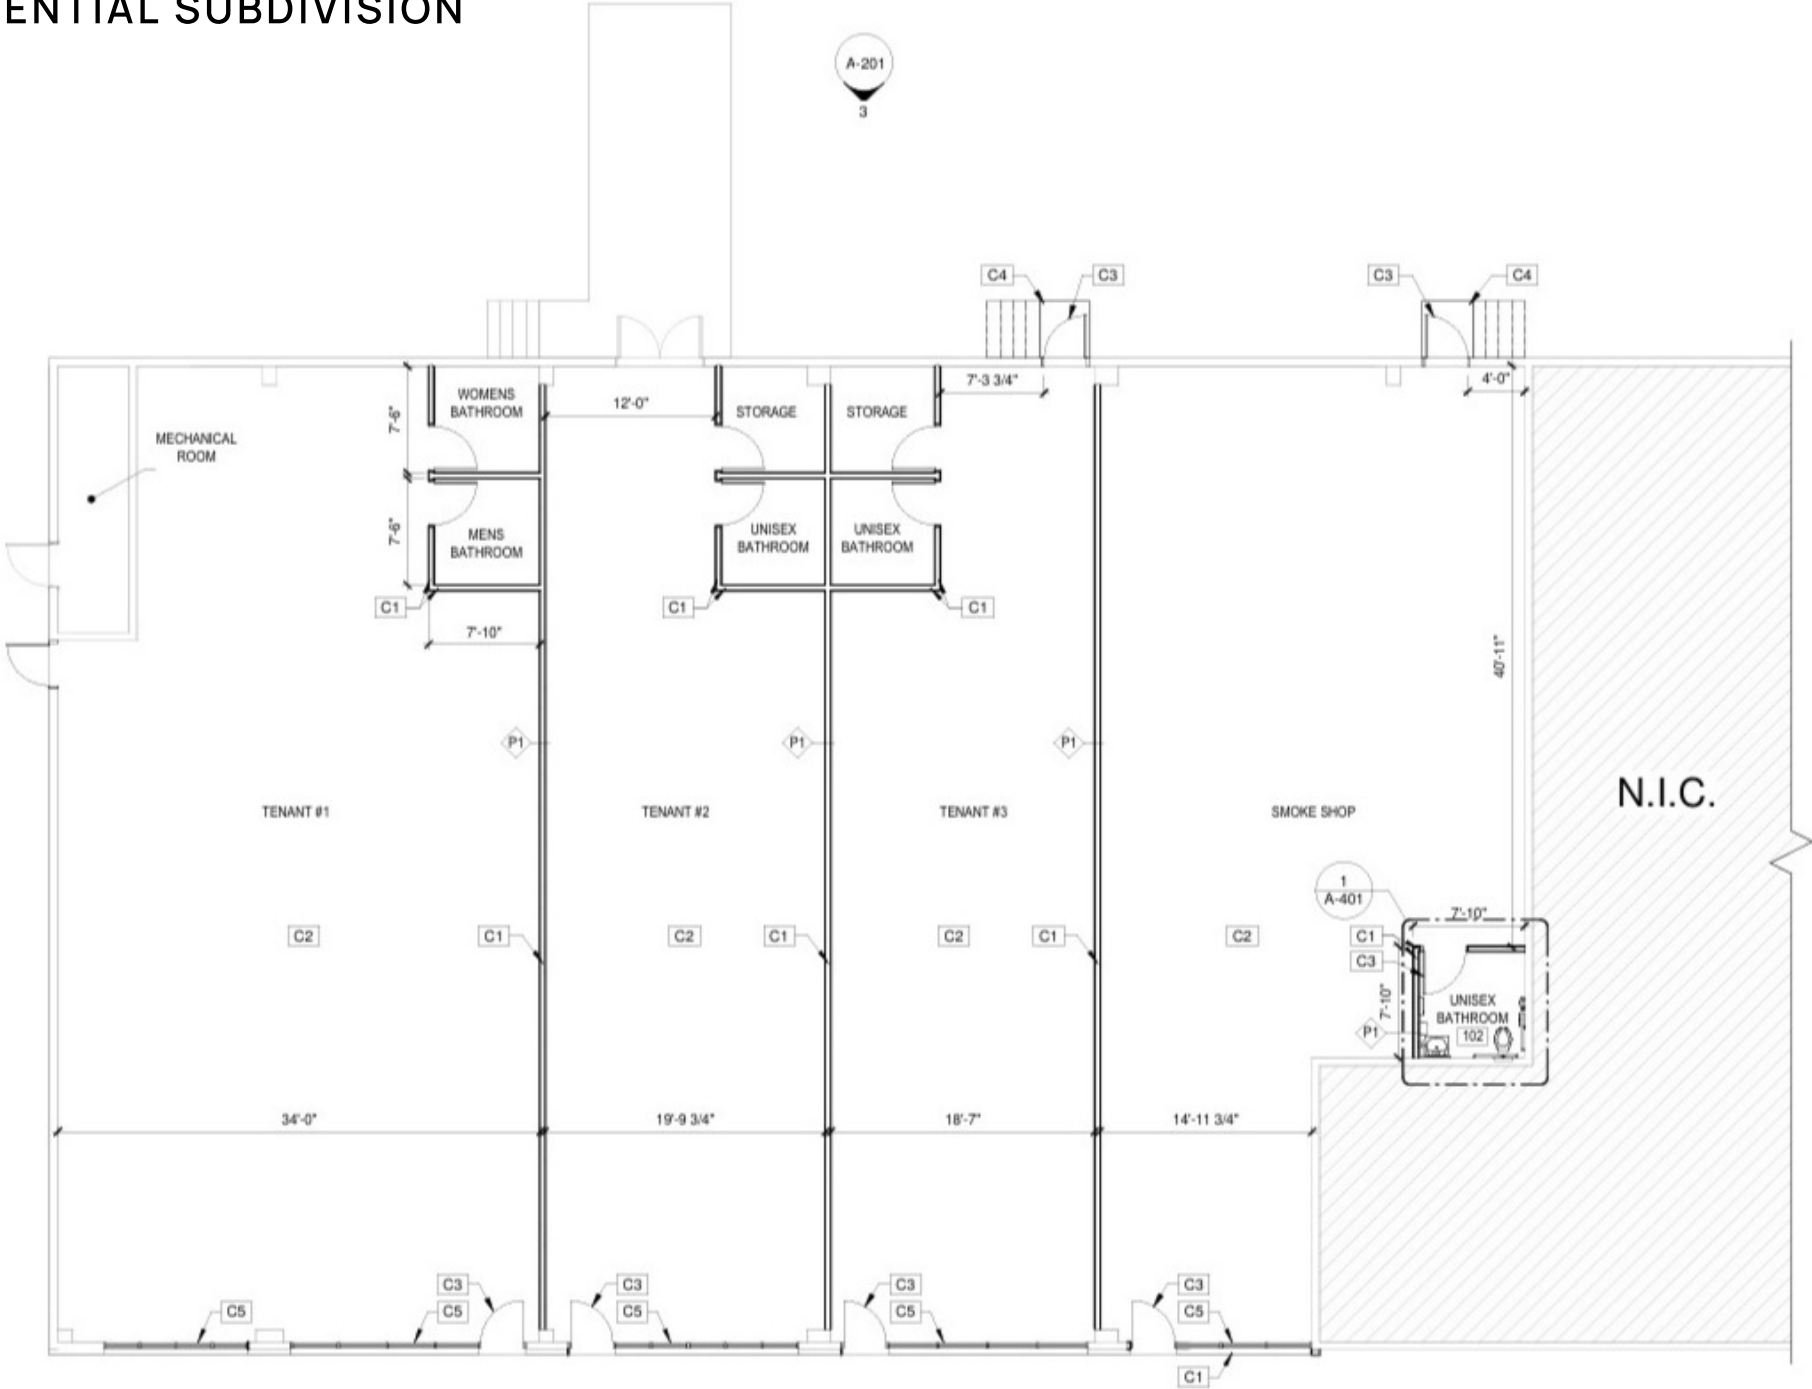 ENTIAL SUBDIVISION
A-201
3
C4
C3
C3
C4
7'-3 3/4"
4'-0"
WOMENS
BATHROOM
12'-0"
STORAGE
STORAGE
7'-6"
MECHANICAL
ROOM
7'-6"
MENS
BATHROOM
UNISEX
BATHROOM
UNISEX
BATHROOM
C1
C1
C1
7'-10"
40'-11"
P1
P1
P1
N.I.C.
TENANT #1
TENANT #2
TENANT #3
SMOKE SHOP
1
A-401
7'-10"
C2
C1
C2
C1
C2
C1
C2
C1
C3
7'-10"
UNISEX
BATHROOM
102
P1
34'-0"
19'-9 3/4"
18'-7"
14'-11 3/4"
C3
C3
C3
C3
C5
C5
C5
C5
C5
C1